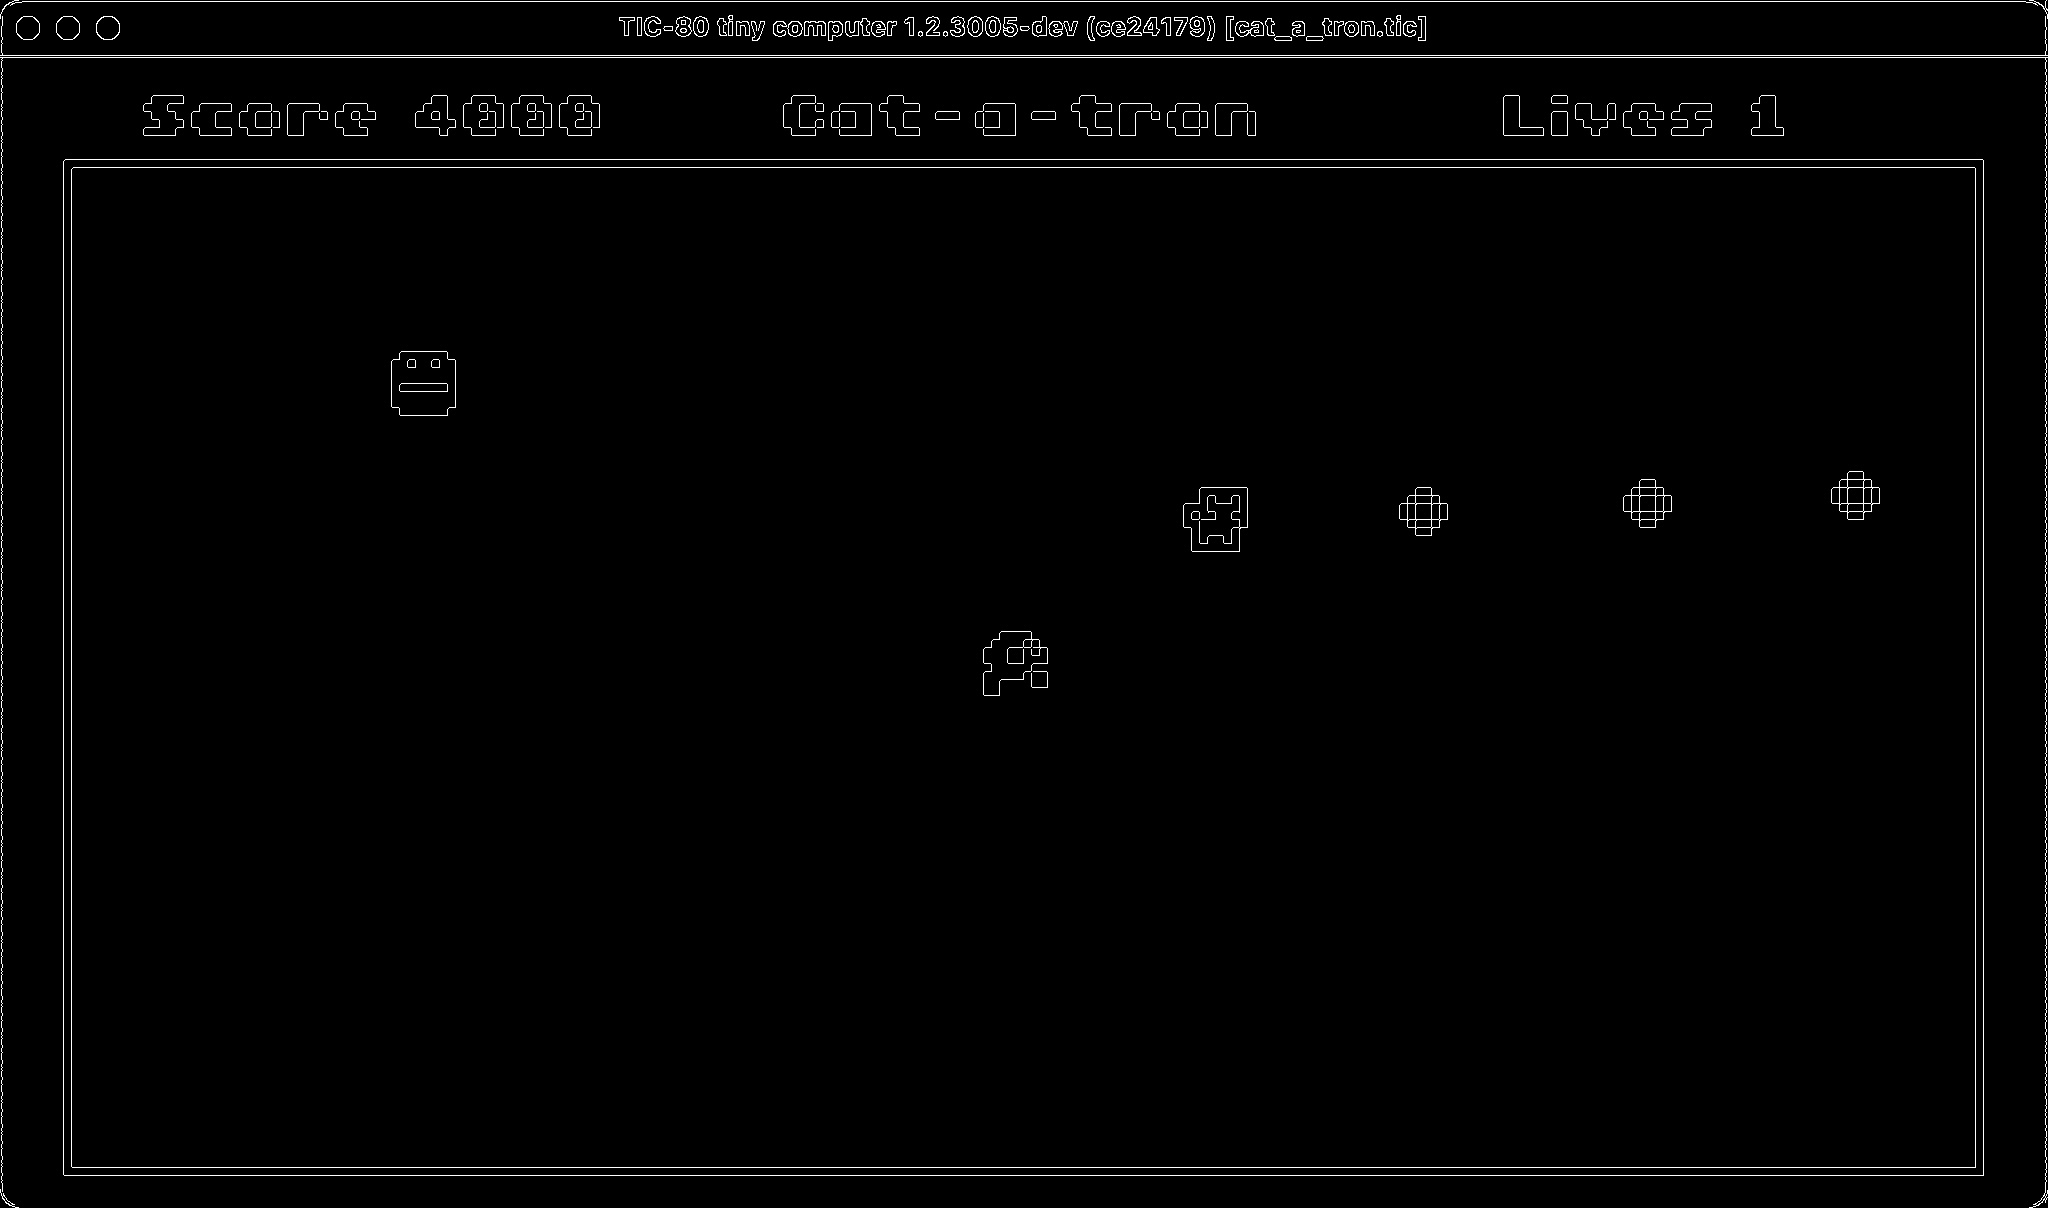 TIC-80 tiny computer 1.2.3005-dev (ce24179) [cat_a_tron.tic]
Score 4000 Cat-a-tron Lives 1